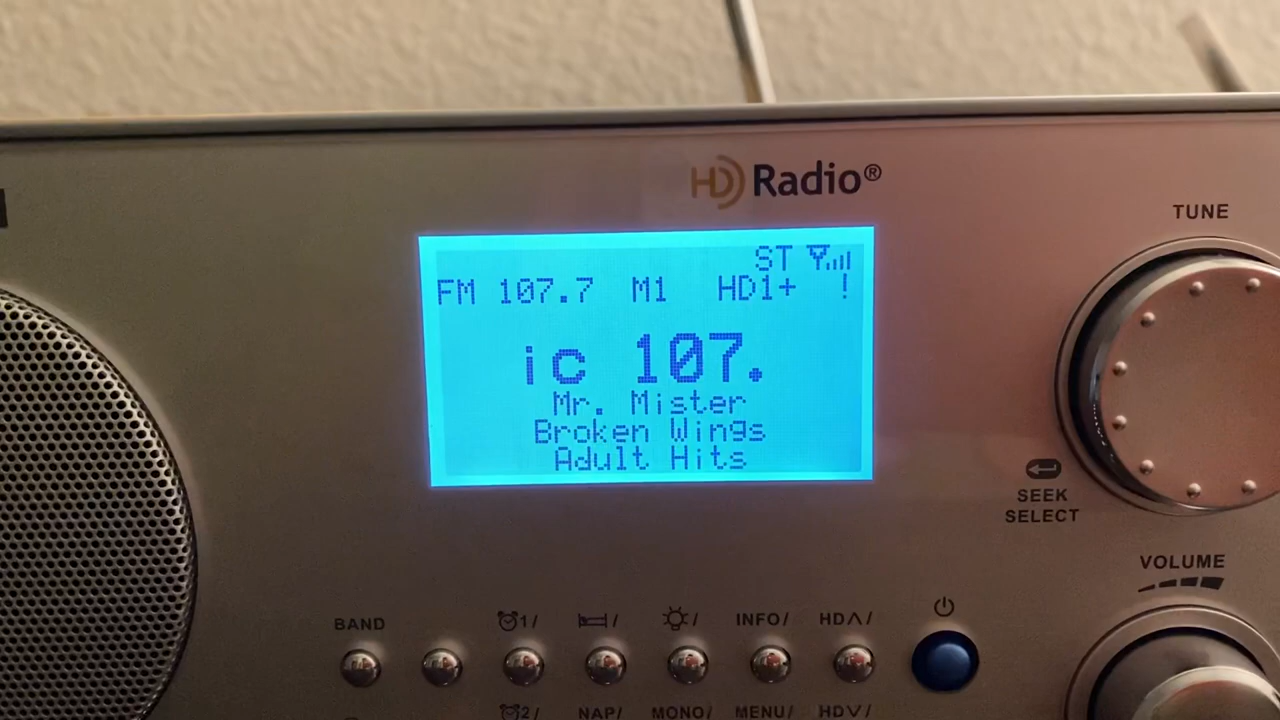 HD Radio®
TUNE
ST
FM 107.7 M1 HD1+ !
ic 107.
Mr. Mister
Broken Wings
Adult Hits
SEEK
SELECT
VOLUME
BAND
1/
/
/
INFO/
HD∧/
2/
NAP/
MONO/
MENU/
HD∨/